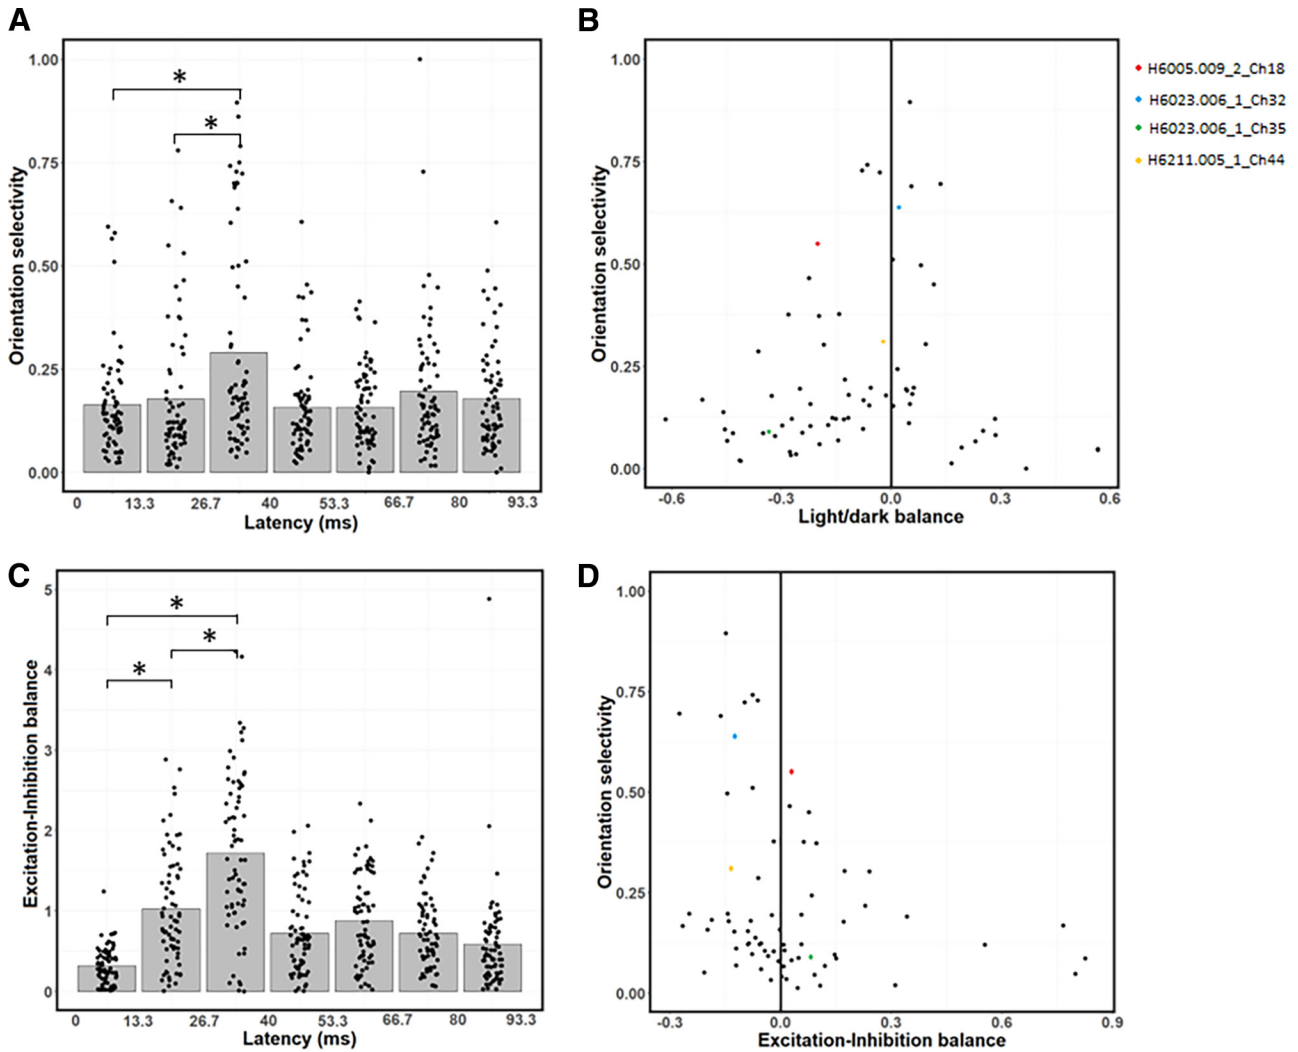 A
Orientation selectivity
1.00
0.75
0.50
0.25
0.00
*
*
0 13.3 26.7 40 53.3 66.7 80 93.3
Latency (ms)
B
Orientation selectivity
1.00
0.75
0.50
0.25
0.00
-0.6 -0.3 0.0 0.3 0.6
Light/dark balance
H6005.009_2_Ch18
H6023.006_1_Ch32
H6023.006_1_Ch35
H6211.005_1_Ch44
C
Excitation-Inhibition balance
5
4
3
2
1
0
*
*
*
0 13.3 26.7 40 53.3 66.7 80 93.3
Latency (ms)
D
Orientation selectivity
1.00
0.75
0.50
0.25
0.00
-0.3 0.0 0.3 0.6 0.9
Excitation-Inhibition balance